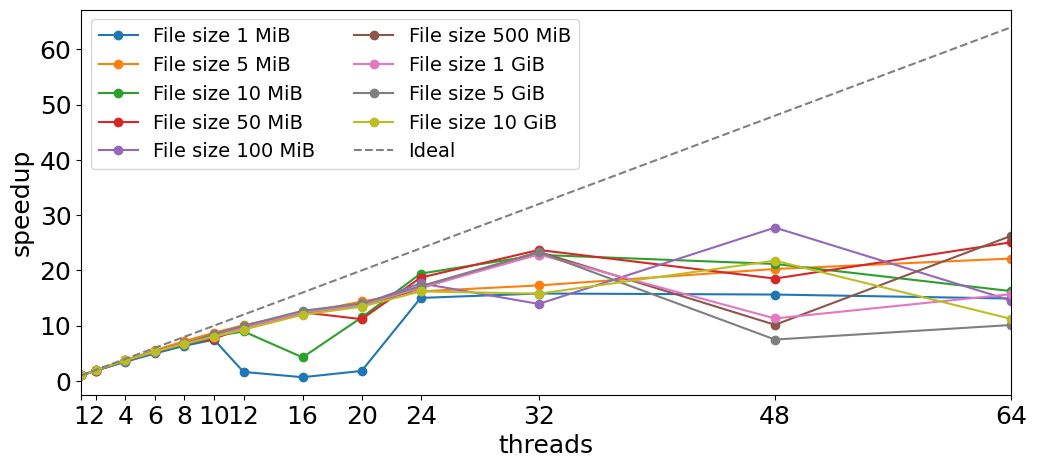 File size 1 MiB
File size 5 MiB
File size 10 MiB
File size 50 MiB
File size 100 MiB
File size 500 MiB
File size 1 GiB
File size 5 GiB
File size 10 GiB
Ideal
speedup
60
50
40
30
20
10
0
1 2 4 6 8 10 12 16 20 24 32 48 64
threads